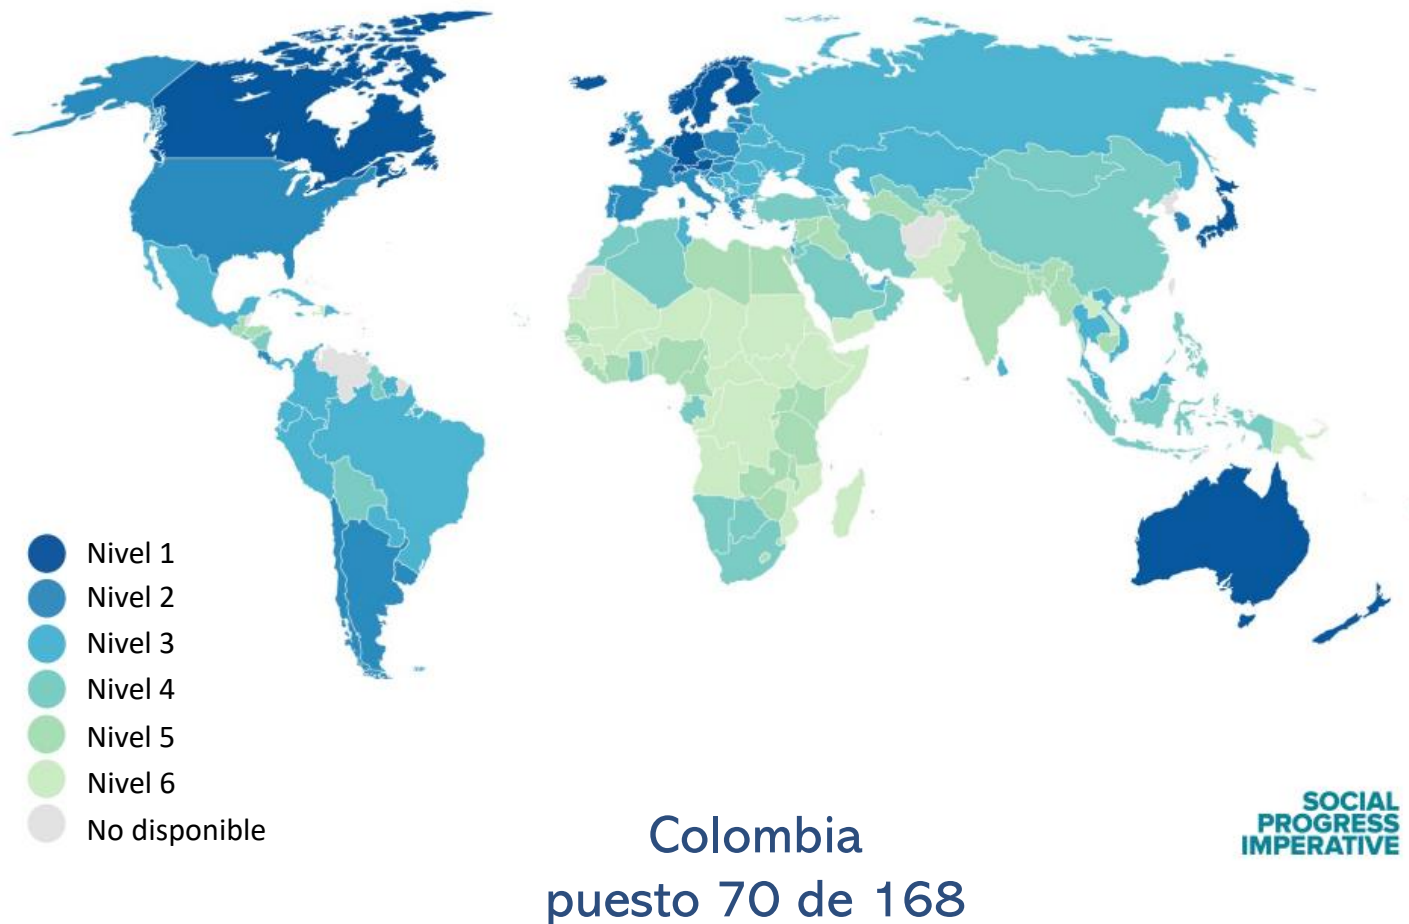 Nivel 1
Nivel 2
Nivel 3
Nivel 4
Nivel 5
Nivel 6
No disponible
Colombia
puesto 70 de 168
SOCIAL
PROGRESS
IMPERATIVE